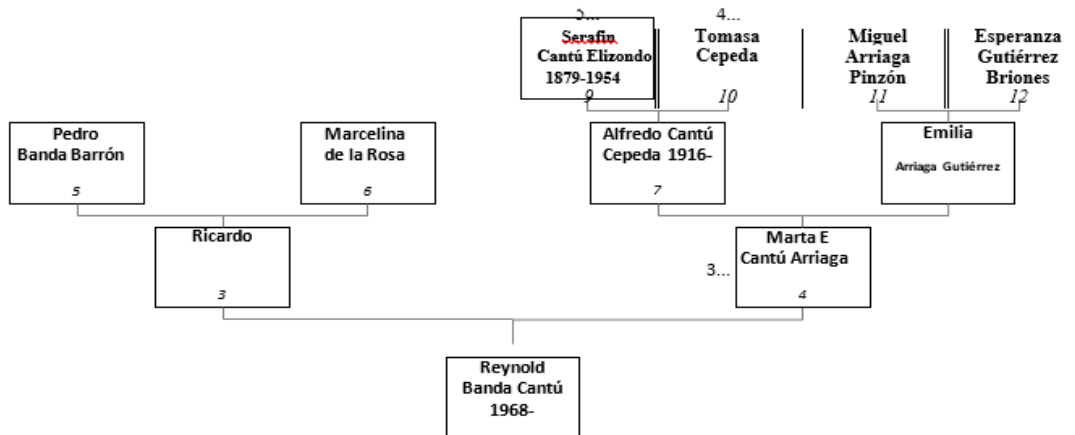 4...
Serafin
Cantú Elizondo
1879-1954
9
Tomasa
Cepeda
10
Miguel
Arriaga
Pinzón
11
Esperanza
Gutiérrez
Briones
12
Pedro
Banda Barrón
5
Marcelina
de la Rosa
6
Alfredo Cantú
Cepeda 1916-
7
Emilia
Arriaga Gutiérrez
Ricardo
3
3...
Marta E
Cantú Arriaga
4
Reynold
Banda Cantú
1968-